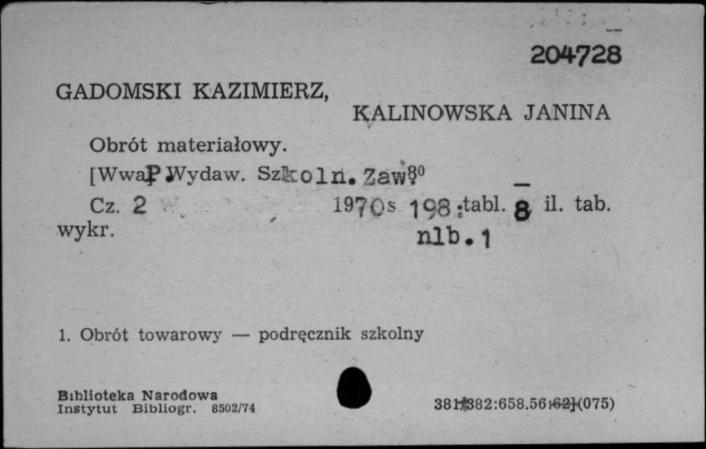 204728
GADOMSKI KAZIMIERZ,
KALINOWSKA JANINA
Obrót materiałowy.
[Wwa]P.Wydaw. Szkoln. Zaw. 8⁰
Cz. 2 1970 s 198 tabl. 8 il. tab.
wykr. nlb. 1
1. Obrót towarowy — podręcznik szkolny
Biblioteka Narodowa
Instytut Bibliogr. 8502/74 381/382:658.56:62](075)